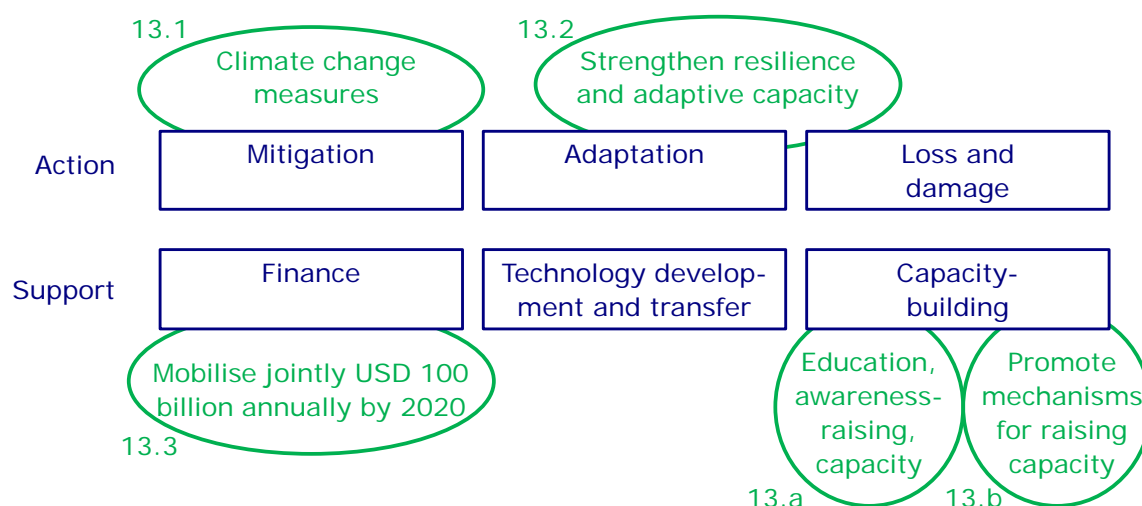 13.1
Climate change
measures
13.2
Strengthen resilience
and adaptive capacity
Action
Mitigation
Adaptation
Loss and
damage
Support
Finance
Technology develop-
ment and transfer
Capacity-
building
Mobilise jointly USD 100
billion annually by 2020
13.3
Education,
awareness-
raising,
capacity
13.a
Promote
mechanisms
for raising
capacity
13.b